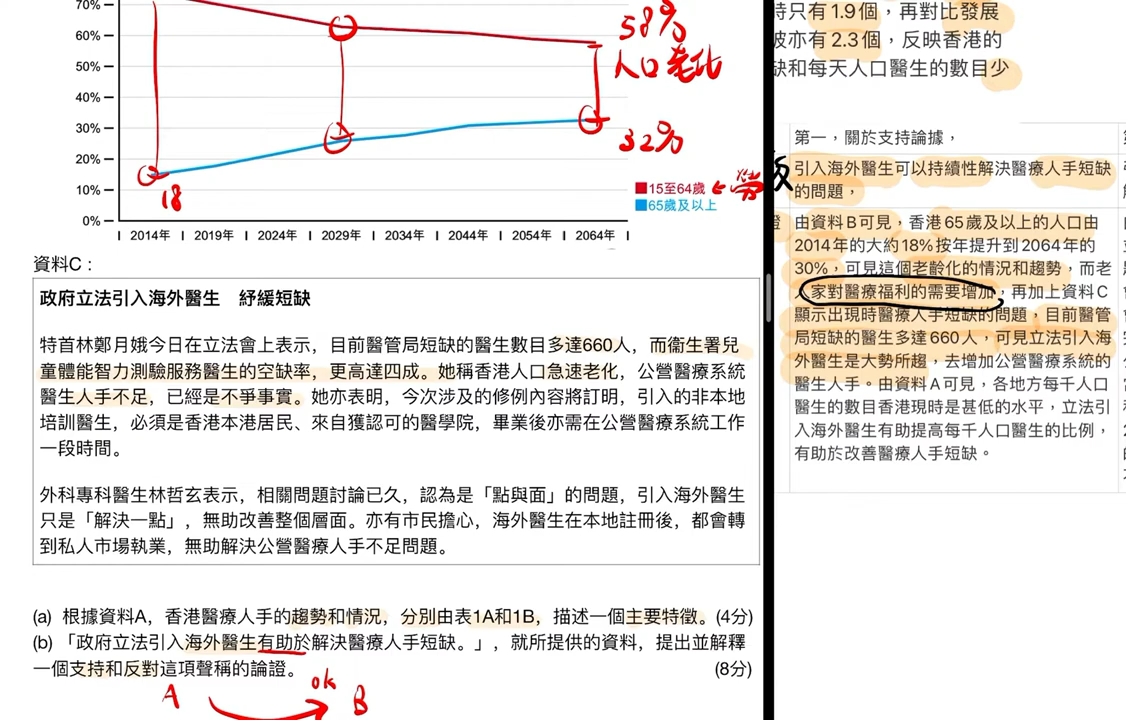 70%
60%
50%
40%
30%
20%
10%
0%
58%
人口老化
32%
18
15至64歲
65歲及以上
2014年
2019年
2024年
2029年
2034年
2044年
2054年
2064年
資料C：
政府立法引入海外醫生 紓緩短缺
特首林鄭月娥今日在立法會上表示，目前醫管局短缺的醫生數目多達660人，而衞生署兒
童體能智力測驗服務醫生的空缺率，更高達四成。她稱香港人口急速老化，公營醫療系統
醫生人手不足，已經是不爭事實。她亦表明，今次涉及的修例內容將訂明，引入的非本地
培訓醫生，必須是香港本港居民、來自獲認可的醫學院，畢業後亦需在公營醫療系統工作
一段時間。
外科專科醫生林哲玄表示，相關問題討論已久，認為是「點與面」的問題，引入海外醫生
只是「解決一點」，無助改善整個層面。亦有市民擔心，海外醫生在本地註冊後，都會轉
到私人市場執業，無助解決公營醫療人手不足問題。
(a) 根據資料A，香港醫療人手的趨勢和情況，分別由表1A和1B，描述一個主要特徵。(4分)
(b) 「政府立法引入海外醫生有助於解決醫療人手短缺。」，就所提供的資料，提出並解釋
一個支持和反對這項聲稱的論證。 (8分)
A ok B
持只有 1.9個，再對比發展
亦有 2.3 個，反映香港的
缺和每天人口醫生的數目少
第一，關於支持論據，
引入海外醫生可以持續性解決醫療人手短缺
的問題，
由資料 B 可見，香港 65 歲及以上的人口由
2014年的大約18%按年提升到2064年的
30%，可見這個老齡化的情況和趨勢，而老
人家對醫療福利的需要增加，再加上資料 C
顯示出現時醫療人手短缺的問題，目前醫管
局短缺的醫生多達 660人，可見立法引入海
外醫生是大勢所趨，去增加公營醫療系統的
醫生人手。由資料 A 可見，各地方每千人口
醫生的數目香港現時是甚低的水平，立法引
入海外醫生有助提高每千人口醫生的比例，
有助於改善醫療人手短缺。